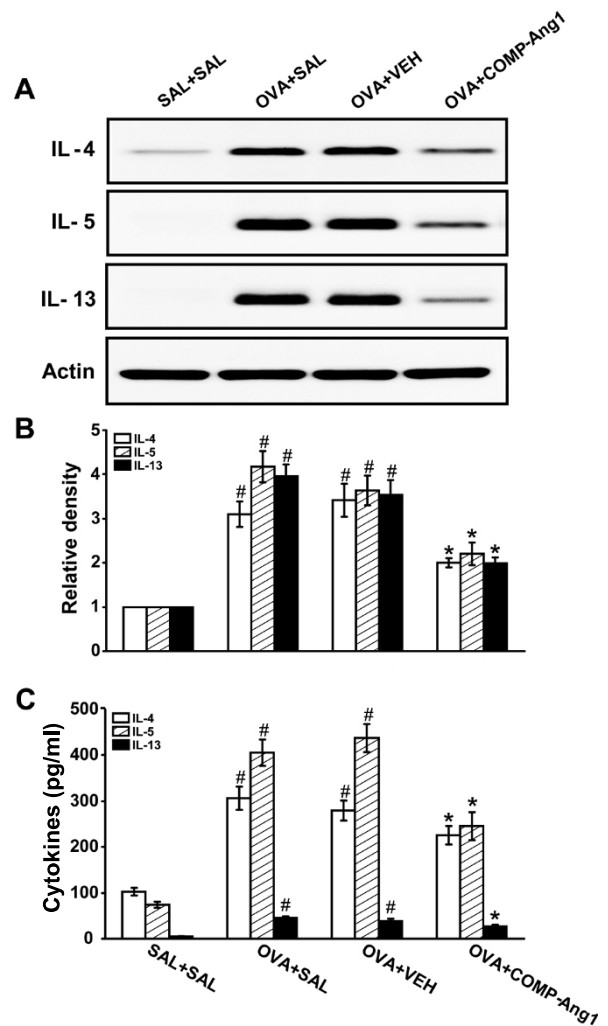 A
SAL+SAL OVA+SAL OVA+VEH OVA+COMP-Ang1
IL-4
IL-5
IL-13
Actin
B
Relative density
5
4
3
2
1
0
IL-4
IL-5
IL-13
# # # # # # * * *
C
Cytokines (pg/ml)
500
400
300
200
100
0
IL-4
IL-5
IL-13
# # # # # # * * *
SAL+SAL OVA+SAL OVA+VEH OVA+COMP-Ang1